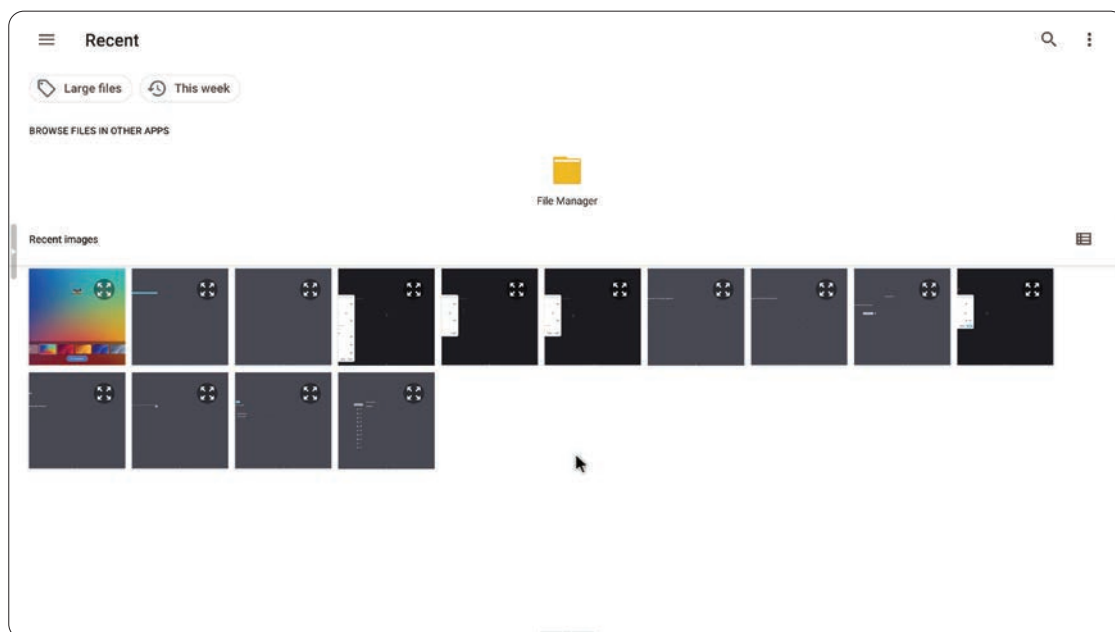 Recent
Large files
This week
BROWSE FILES IN OTHER APPS
File Manager
Recent images